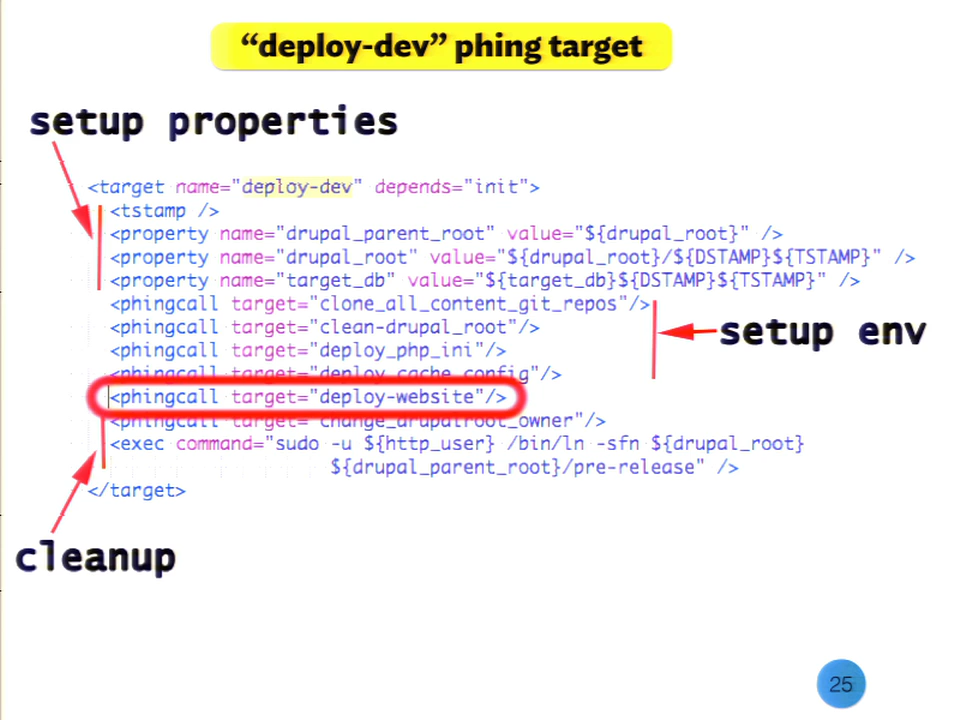 “deploy-dev” phing target
setup properties
<target name="deploy-dev" depends="init">
<tstamp />
<property name="drupal_parent_root" value="${drupal_root}" />
<property name="drupal_root" value="${drupal_root}/${DSTAMP}${TSTAMP}" />
<property name="target_db" value="${target_db}${DSTAMP}${TSTAMP}" />
<phingcall target="clone_all_content_git_repos"/>
<phingcall target="clean-drupal_root"/>
setup env
<phingcall target="deploy_php_ini"/>
<phingcall target="deploy_cache_config"/>
<phingcall target="deploy-website"/>
<phingcall target="change_drupalroot_owner"/>
<exec command="sudo -u ${http_user} /bin/ln -sfn ${drupal_root}
${drupal_parent_root}/pre-release" />
</target>
cleanup
25